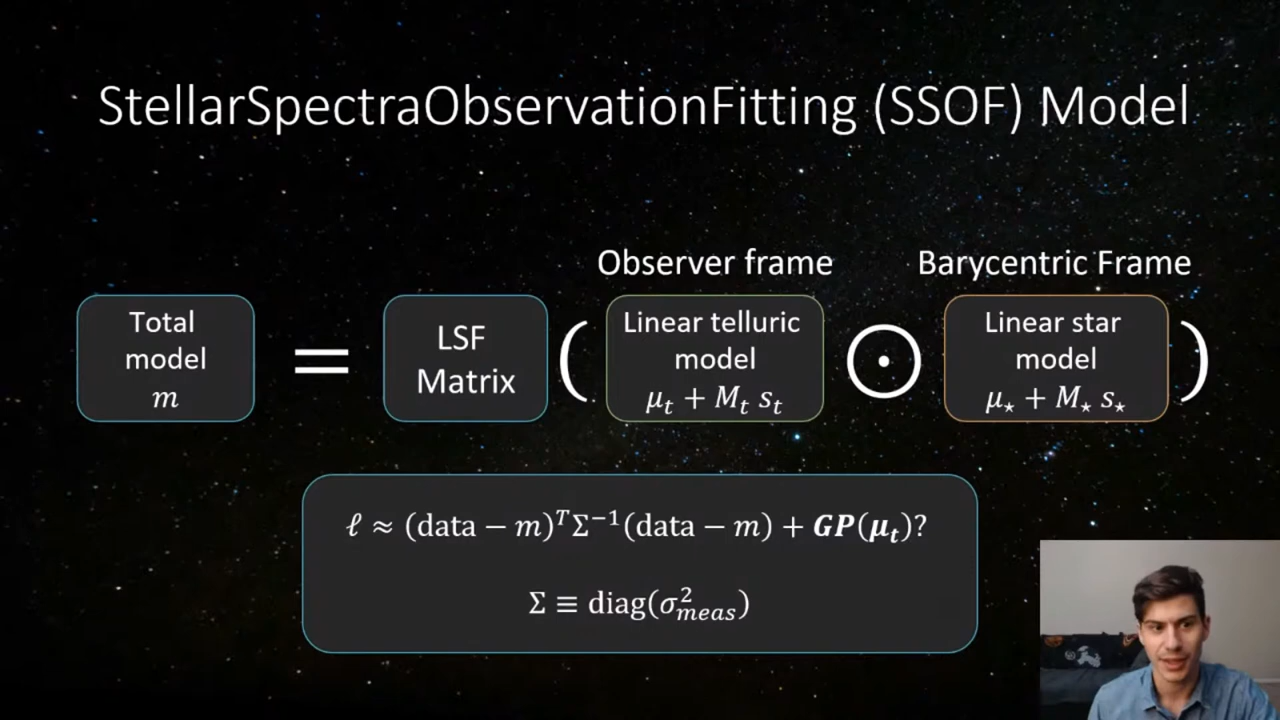 StellarSpectraObservationFitting (SSOF) Model
Observer frame
Barycentric Frame
Total
model
m
=
LSF
Matrix
(
Linear telluric
model
μ_t + M_t s_t
⊙
Linear star
model
μ_⋆ + M_⋆ s_⋆
)
ℓ ≈ (data − m)^T Σ^{−1}(data − m) + GP(μ_t)?
Σ ≡ diag(σ²_meas)